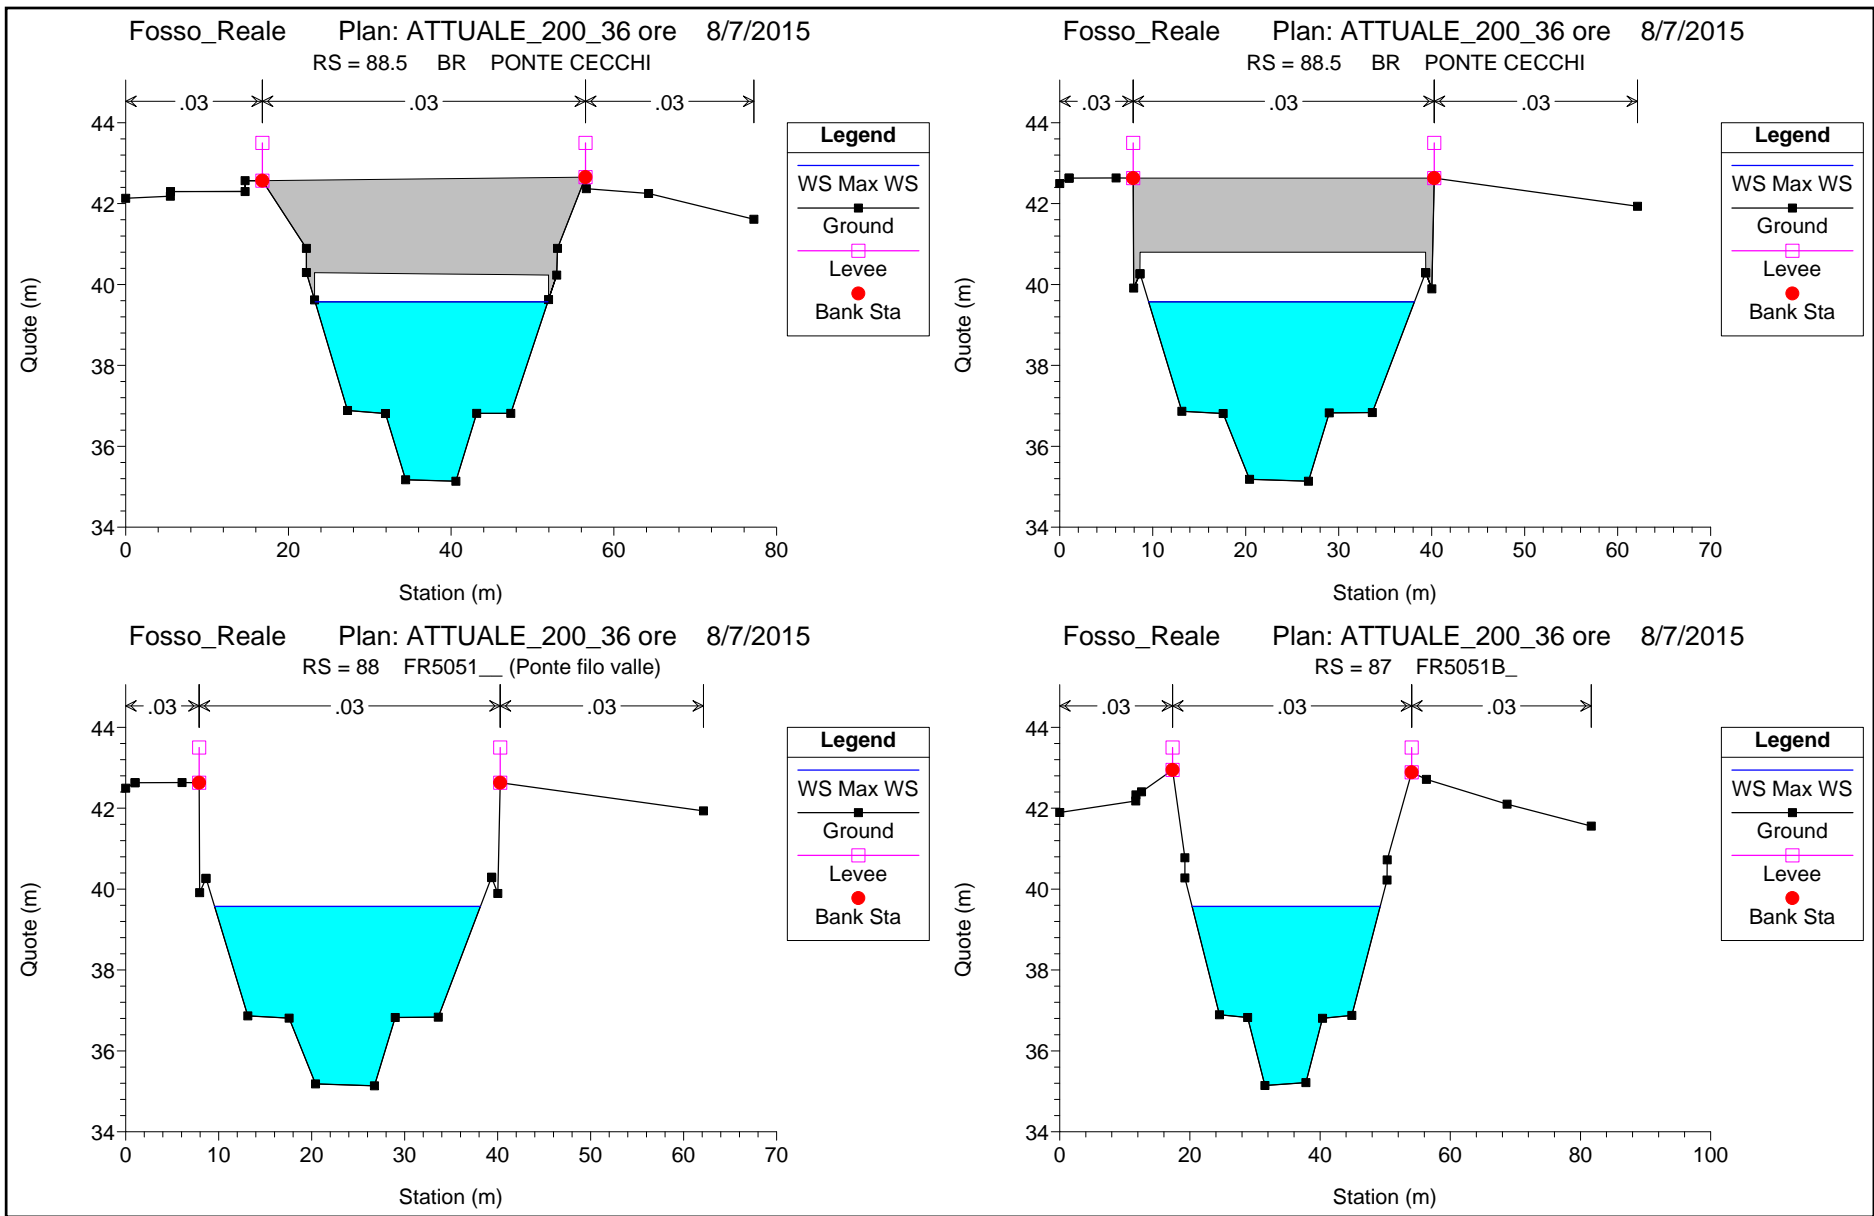 Fosso_Reale Plan: ATTUALE_200_36 ore 8/7/2015
RS = 88.5 BR PONTE CECCHI
.03 .03 .03
44
42
40
38
36
34
0 20 40 60 80
Station (m)
Quote (m)
Legend
WS Max WS
Ground
Levee
Bank Sta
Fosso_Reale Plan: ATTUALE_200_36 ore 8/7/2015
RS = 88.5 BR PONTE CECCHI
.03 .03 .03
44
42
40
38
36
34
0 10 20 30 40 50 60 70
Station (m)
Quote (m)
Legend
WS Max WS
Ground
Levee
Bank Sta
Fosso_Reale Plan: ATTUALE_200_36 ore 8/7/2015
RS = 88 FR5051__ (Ponte filo valle)
.03 .03 .03
44
42
40
38
36
34
0 10 20 30 40 50 60 70
Station (m)
Quote (m)
Legend
WS Max WS
Ground
Levee
Bank Sta
Fosso_Reale Plan: ATTUALE_200_36 ore 8/7/2015
RS = 87 FR5051B_
.03 .03 .03
44
42
40
38
36
34
0 20 40 60 80 100
Station (m)
Quote (m)
Legend
WS Max WS
Ground
Levee
Bank Sta